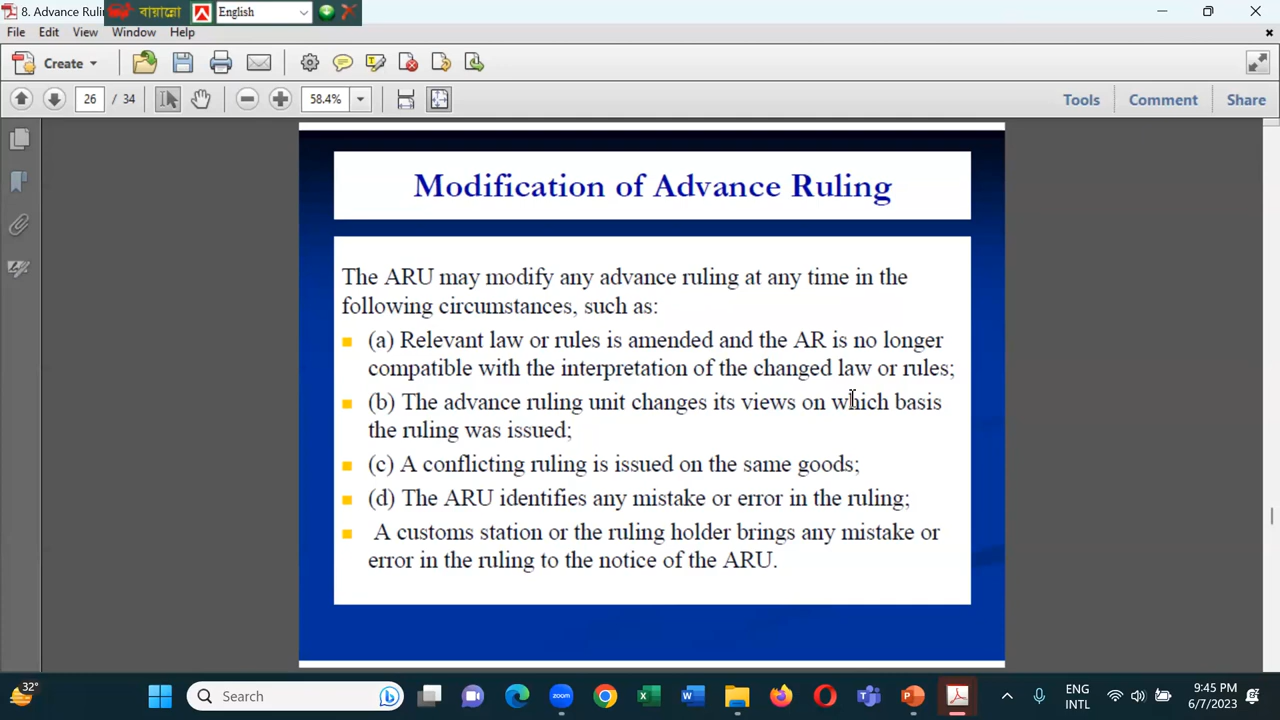 8. Advance Rulin
বায়ান্নো
English
File Edit View Window Help
Create
26 / 34
58.4%
Tools Comment Share
Modification of Advance Ruling
The ARU may modify any advance ruling at any time in the
following circumstances, such as:
(a) Relevant law or rules is amended and the AR is no longer
compatible with the interpretation of the changed law or rules;
(b) The advance ruling unit changes its views on which basis
the ruling was issued;
(c) A conflicting ruling is issued on the same goods;
(d) The ARU identifies any mistake or error in the ruling;
A customs station or the ruling holder brings any mistake or
error in the ruling to the notice of the ARU.
32°
Search
zoom
ENG
INTL
9:45 PM
6/7/2023